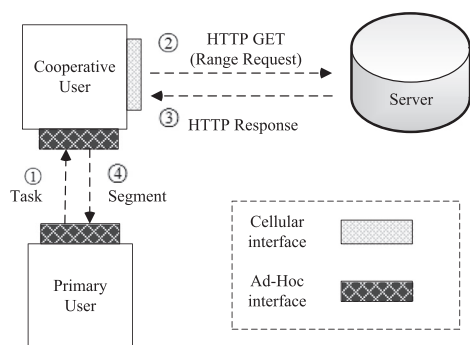 ②
HTTP GET
(Range Request)
Cooperative
User
Server
③
HTTP Response
①
Task
④
Segment
Primary
User
Cellular
interface
Ad-Hoc
interface